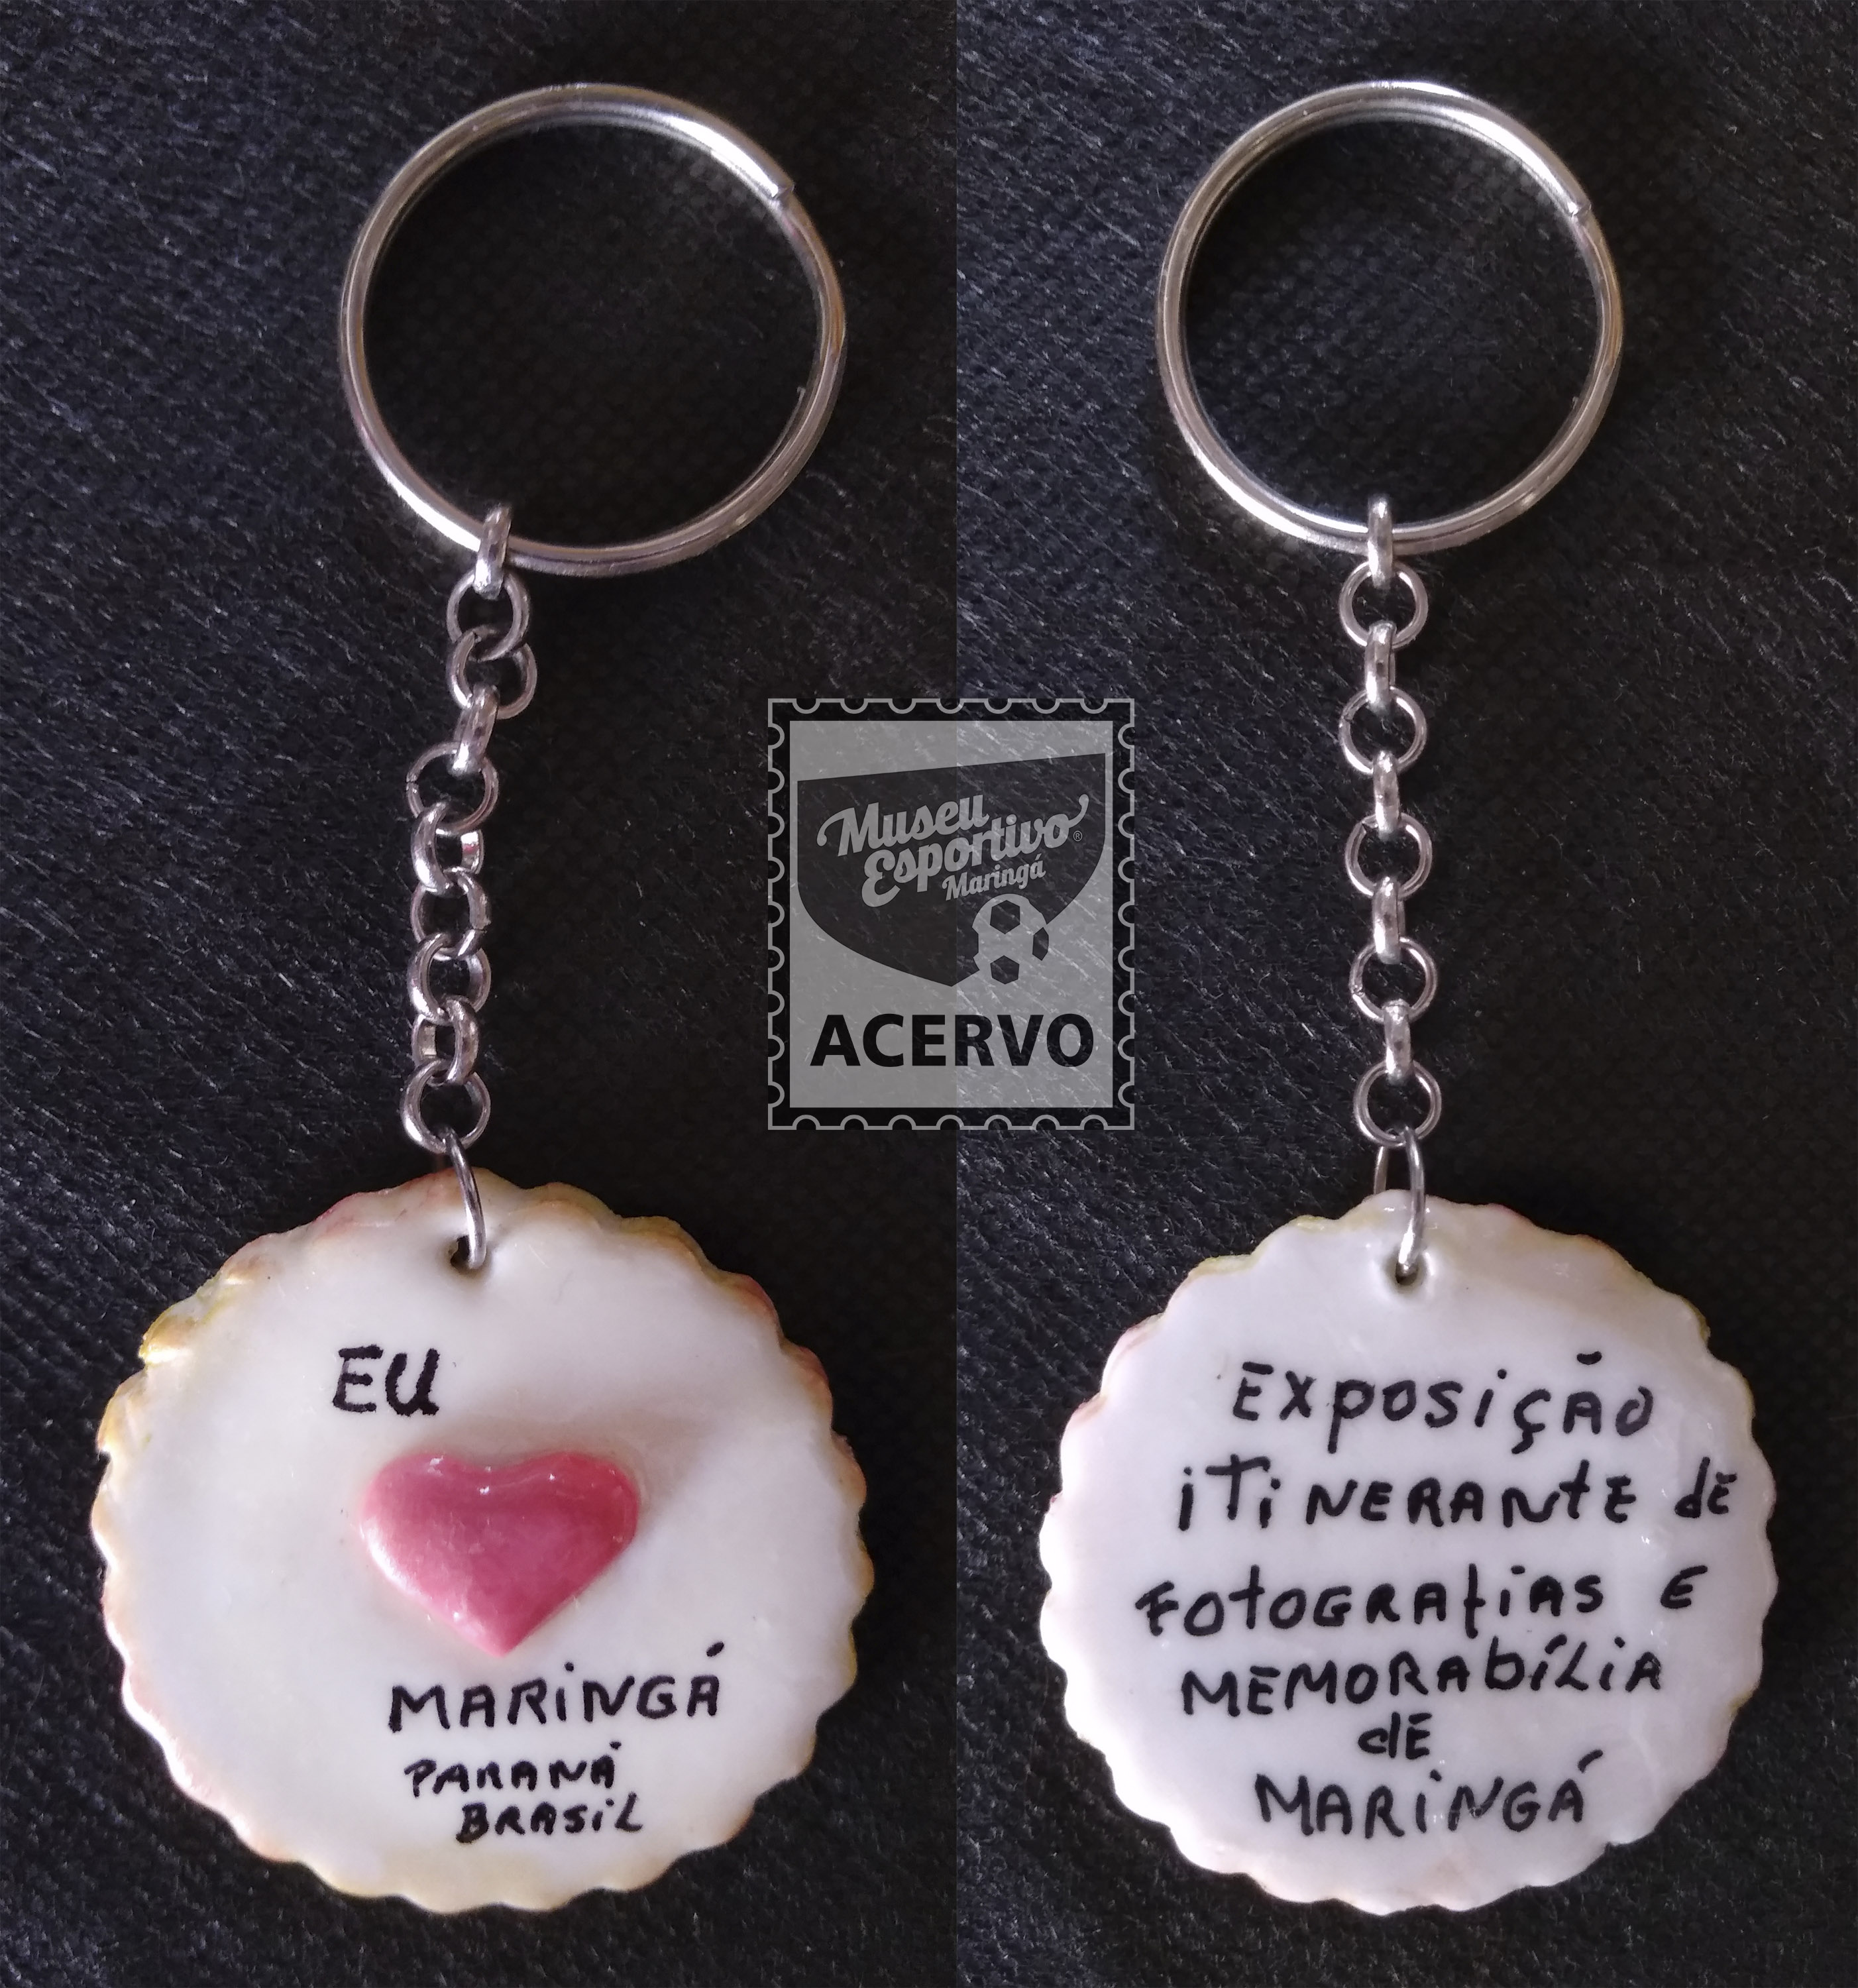 EU
MARINGÁ
PARANÁ
BRASIL
Museu
Esportivo®
Maringá
ACERVO
EXPOSIÇÃO
iTiNERANTE dE
FOTOGRAfiAS E
MEMORAbÍLiA
dE
MARINGÁ